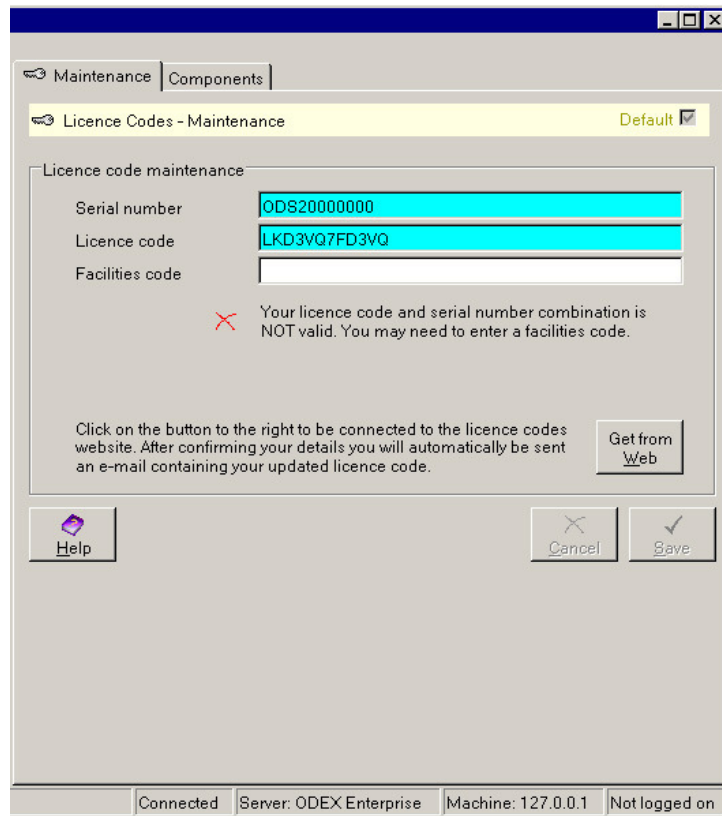 Maintenance Components
Licence Codes - Maintenance Default
Licence code maintenance
Serial number ODS20000000
Licence code LKD3VQ7FD3VQ
Facilities code
Your licence code and serial number combination is
NOT valid. You may need to enter a facilities code.
Click on the button to the right to be connected to the licence codes
website. After confirming your details you will automatically be sent
an e-mail containing your updated licence code.
Get from
Web
Help Cancel Save
Connected Server: ODEX Enterprise Machine: 127.0.0.1 Not logged on